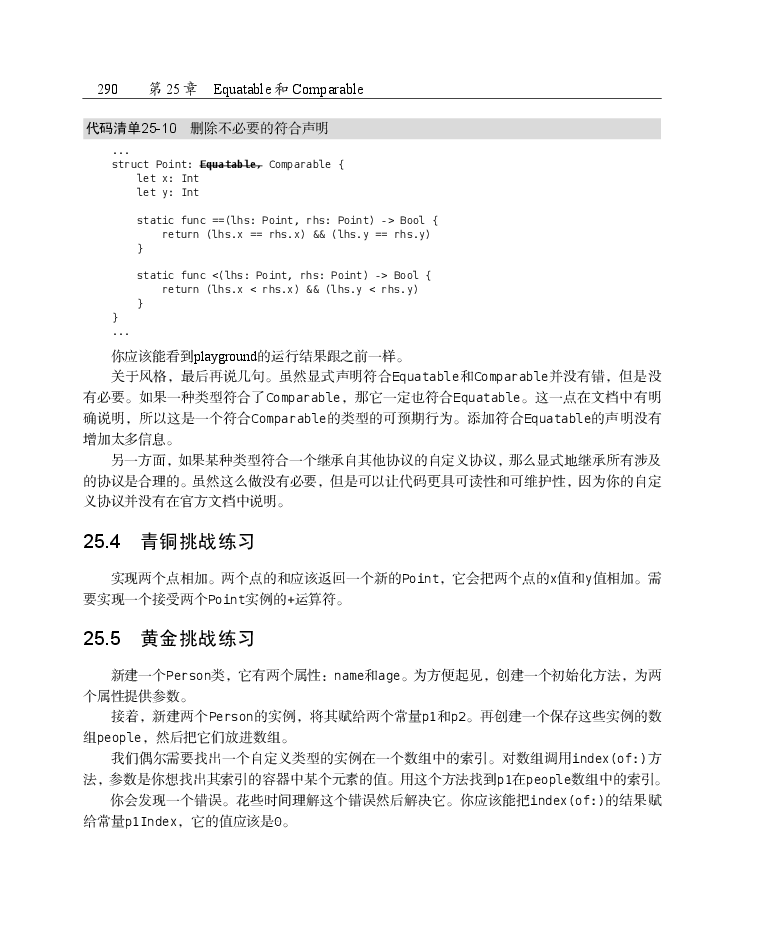 290 第 25 章 Equatable 和 Comparable
代码清单25-10 删除不必要的符合声明
...
struct Point: Equatable, Comparable {
let x: Int
let y: Int
static func ==(lhs: Point, rhs: Point) -> Bool {
return (lhs.x == rhs.x) && (lhs.y == rhs.y)
}
static func <(lhs: Point, rhs: Point) -> Bool {
return (lhs.x < rhs.x) && (lhs.y < rhs.y)
}
}
...
你应该能看到playground的运行结果跟之前一样。
关于风格，最后再说几句。虽然显式声明符合Equatable和Comparable并没有错，但是没
有必要。如果一种类型符合了Comparable，那它一定也符合Equatable。这一点在文档中有明
确说明，所以这是一个符合Comparable的类型的可预期行为。添加符合Equatable的声明没有
增加太多信息。
另一方面，如果某种类型符合一个继承自其他协议的自定义协议，那么显式地继承所有涉及
的协议是合理的。虽然这么做没有必要，但是可以让代码更具可读性和可维护性，因为你的自定
义协议并没有在官方文档中说明。
25.4 青铜挑战练习
实现两个点相加。两个点的和应该返回一个新的Point，它会把两个点的x值和y值相加。需
要实现一个接受两个Point实例的+运算符。
25.5 黄金挑战练习
新建一个Person类，它有两个属性：name和age。为方便起见，创建一个初始化方法，为两
个属性提供参数。
接着，新建两个Person的实例，将其赋给两个常量p1和p2。再创建一个保存这些实例的数
组people，然后把它们放进数组。
我们偶尔需要找出一个自定义类型的实例在一个数组中的索引。对数组调用index(of:)方
法，参数是你想找出其索引的容器中某个元素的值。用这个方法找到p1在people数组中的索引。
你会发现一个错误。花些时间理解这个错误然后解决它。你应该能把index(of:)的结果赋
给常量p1Index，它的值应该是0。